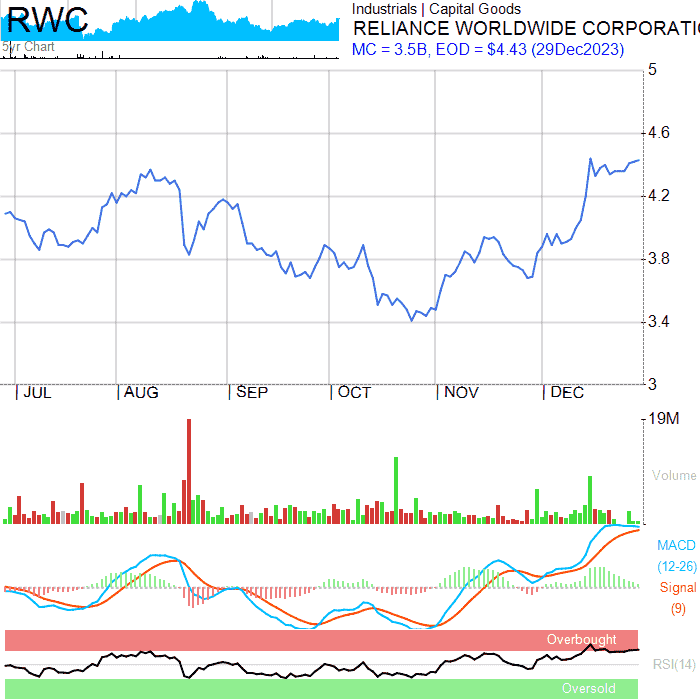 RWC
5yr Chart
Industrials | Capital Goods
RELIANCE WORLDWIDE CORPORATI
MC = 3.5B, EOD = $4.43 (29Dec2023)
5
4.6
4.2
3.8
3.4
3
JUL AUG SEP OCT NOV DEC
19M
Volume
MACD
(12-26)
Signal
(9)
Overbought
RSI(14)
Oversold